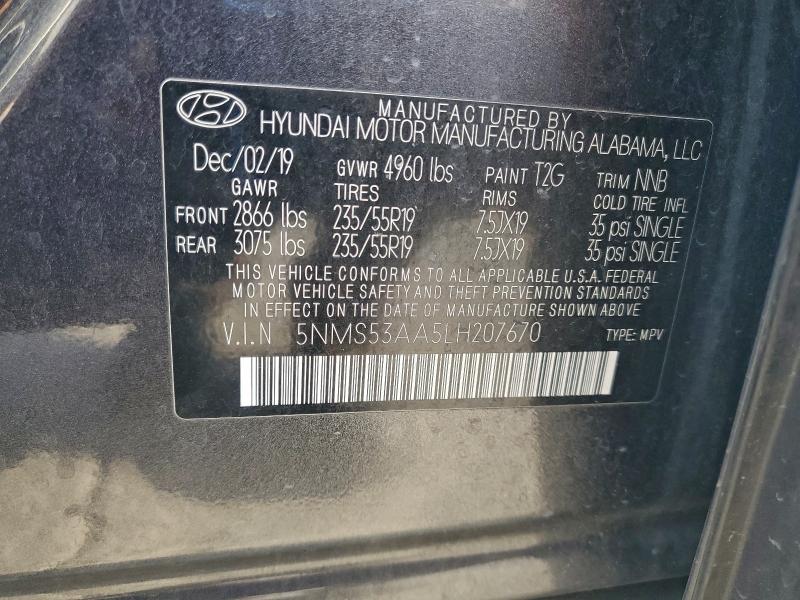 MANUFACTURED BY
HYUNDAI MOTOR MANUFACTURING ALABAMA, LLC
Dec/02/19 GVWR 4960 lbs PAINT T2G TRIM NNB
GAWR TIRES RIMS COLD TIRE INFL
FRONT 2866 lbs 235/55R19 7.5JX19 35 psi SINGLE
REAR 3075 lbs 235/55R19 7.5JX19 35 psi SINGLE
THIS VEHICLE CONFORMS TO ALL APPLICABLE U.S.A. FEDERAL
MOTOR VEHICLE SAFETY AND THEFT PREVENTION STANDARDS
IN EFFECT ON THE DATE OF MANUFACTURE SHOWN ABOVE
V.I.N 5NMS53AA5LH207670 TYPE: MPV